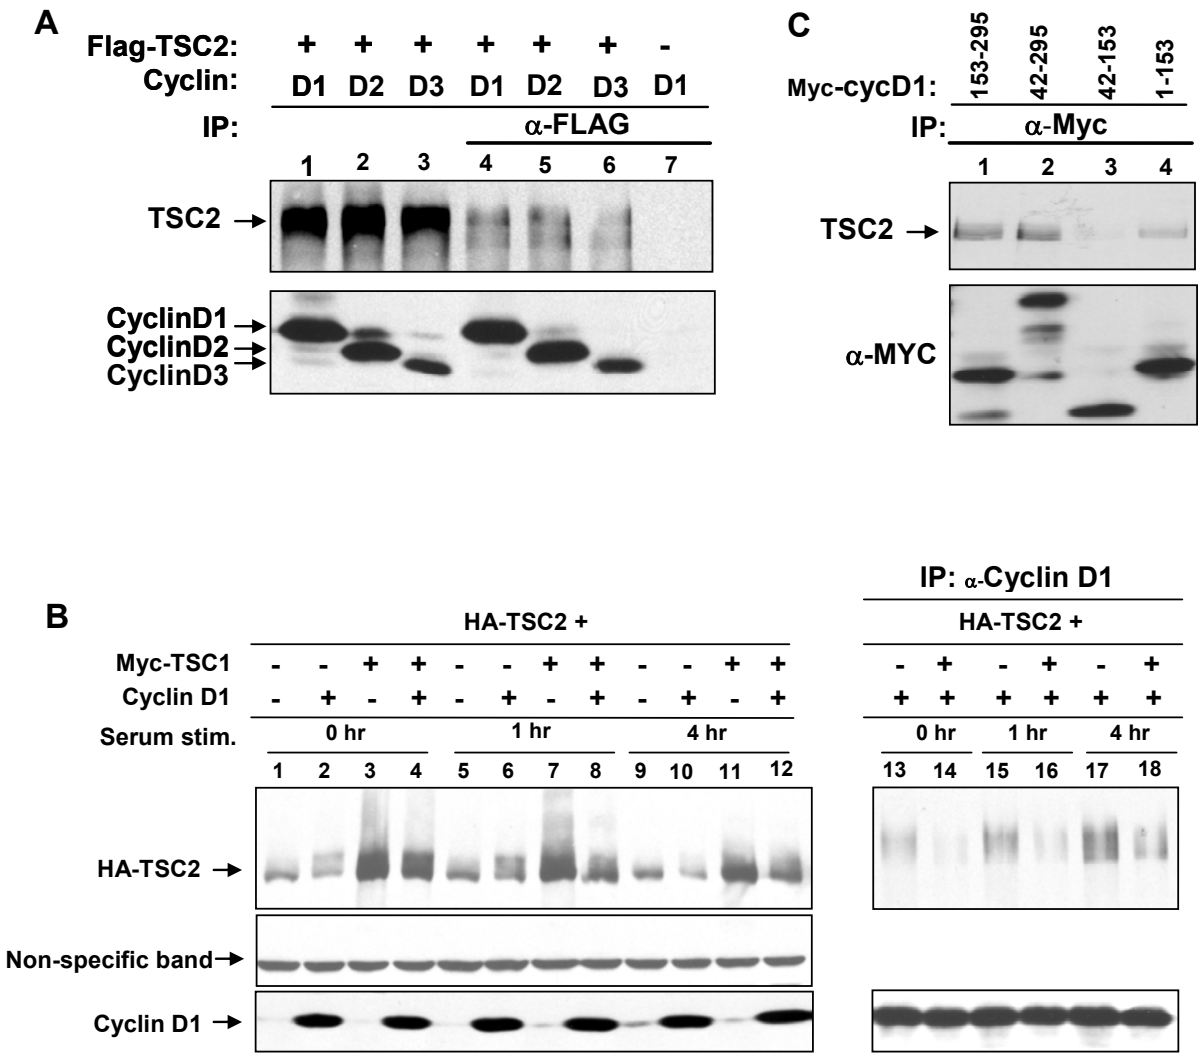 A
Flag-TSC2: + + + + + + -
Cyclin: D1 D2 D3 D1 D2 D3 D1
IP: α-FLAG
1 2 3 4 5 6 7
TSC2
CyclinD1
CyclinD2
CyclinD3
C
Myc-cycD1: 153-295 42-295 42-153 1-153
IP: α-Myc
1 2 3 4
TSC2
α-MYC
B
HA-TSC2 +
Myc-TSC1 - - + + - - + + - - + +
Cyclin D1 - + - + - + - + - + - +
Serum stim. 0 hr 1 hr 4 hr
1 2 3 4 5 6 7 8 9 10 11 12
HA-TSC2
Non-specific band
Cyclin D1
IP: α-Cyclin D1
HA-TSC2 +
- + - + - +
+ + + + + +
0 hr 1 hr 4 hr
13 14 15 16 17 18